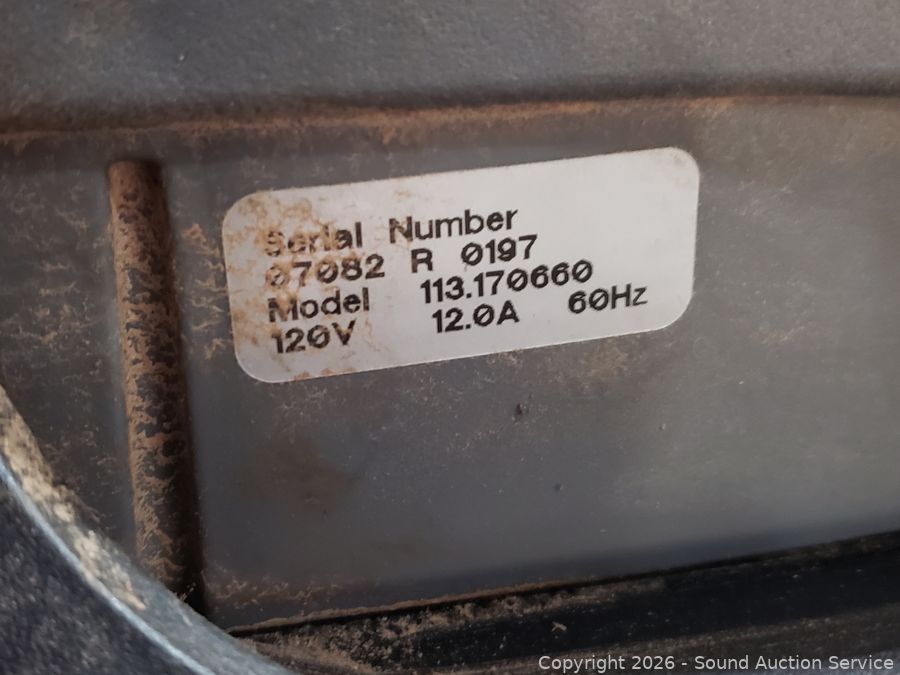 Serial Number
07082 R 0197
Model 113.170660
120V 12.0A 60Hz
Copyright 2026 - Sound Auction Service